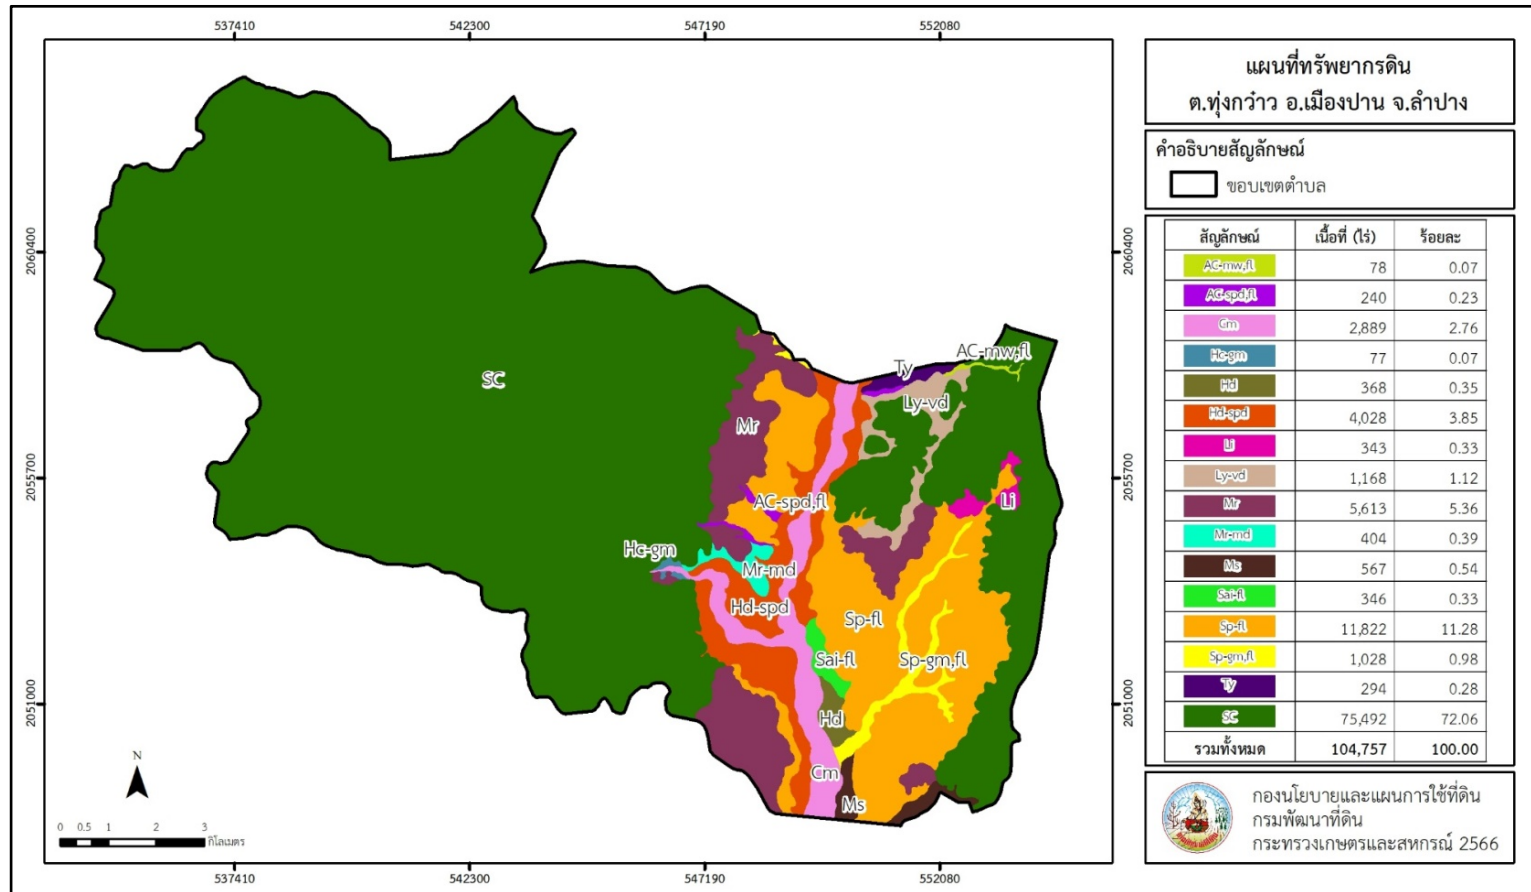 แผนที่ทรัพยากรดิน
ต.ทุ่งกว๋าว อ.เมืองปาน จ.ลำปาง
คำอธิบายสัญลักษณ์
ขอบเขตตำบล
สัญลักษณ์ เนื้อที่ (ไร่) ร้อยละ
AC-mw,fl 78 0.07
AC-spd,fl 240 0.23
Cm 2,889 2.76
Hc-gm 77 0.07
Hd 368 0.35
Hd-spd 4,028 3.85
Li 343 0.33
Ly-vd 1,168 1.12
Mr 5,613 5.36
Mr-md 404 0.39
Ms 567 0.54
Sai-fl 346 0.33
Sp-fl 11,822 11.28
Sp-gm,fl 1,028 0.98
Ty 294 0.28
SC 75,492 72.06
รวมทั้งหมด 104,757 100.00
กองนโยบายและแผนการใช้ที่ดิน
กรมพัฒนาที่ดิน
กระทรวงเกษตรและสหกรณ์ 2566
537410 542300 547190 552080
2060400 2060400
2055700 2055700
2051000 2051000
537410 542300 547190 552080
AC-mw,fl
Ty
SC
Ly-vd
Mr
AC-spd,fl
Li
Hc-gm
Mr-md
Hd-spd
Sp-fl
Sai-fl
Sp-gm,fl
Hd
Cm
Ms
N
0 0.5 1 2 3
กิโลเมตร